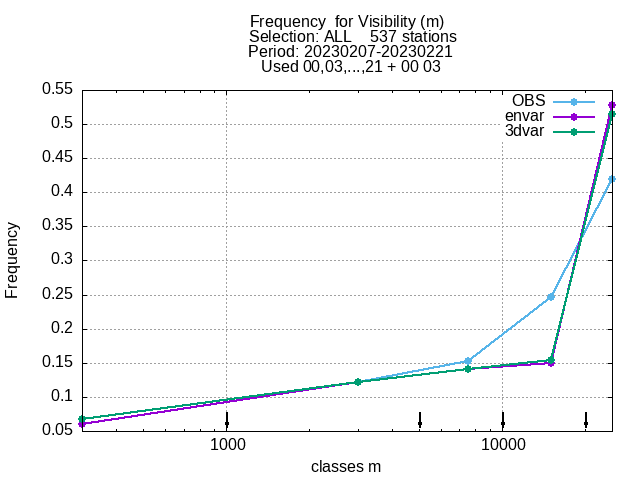 Frequency  for Visibility (m)
Selection: ALL    537 stations
Period: 20230207-20230221
Used 00,03,...,21 + 00 03
OBS
envar
3dvar
0.55
0.5
0.45
0.4
0.35
0.3
0.25
0.2
0.15
0.1
0.05
Frequency
1000
10000
classes m